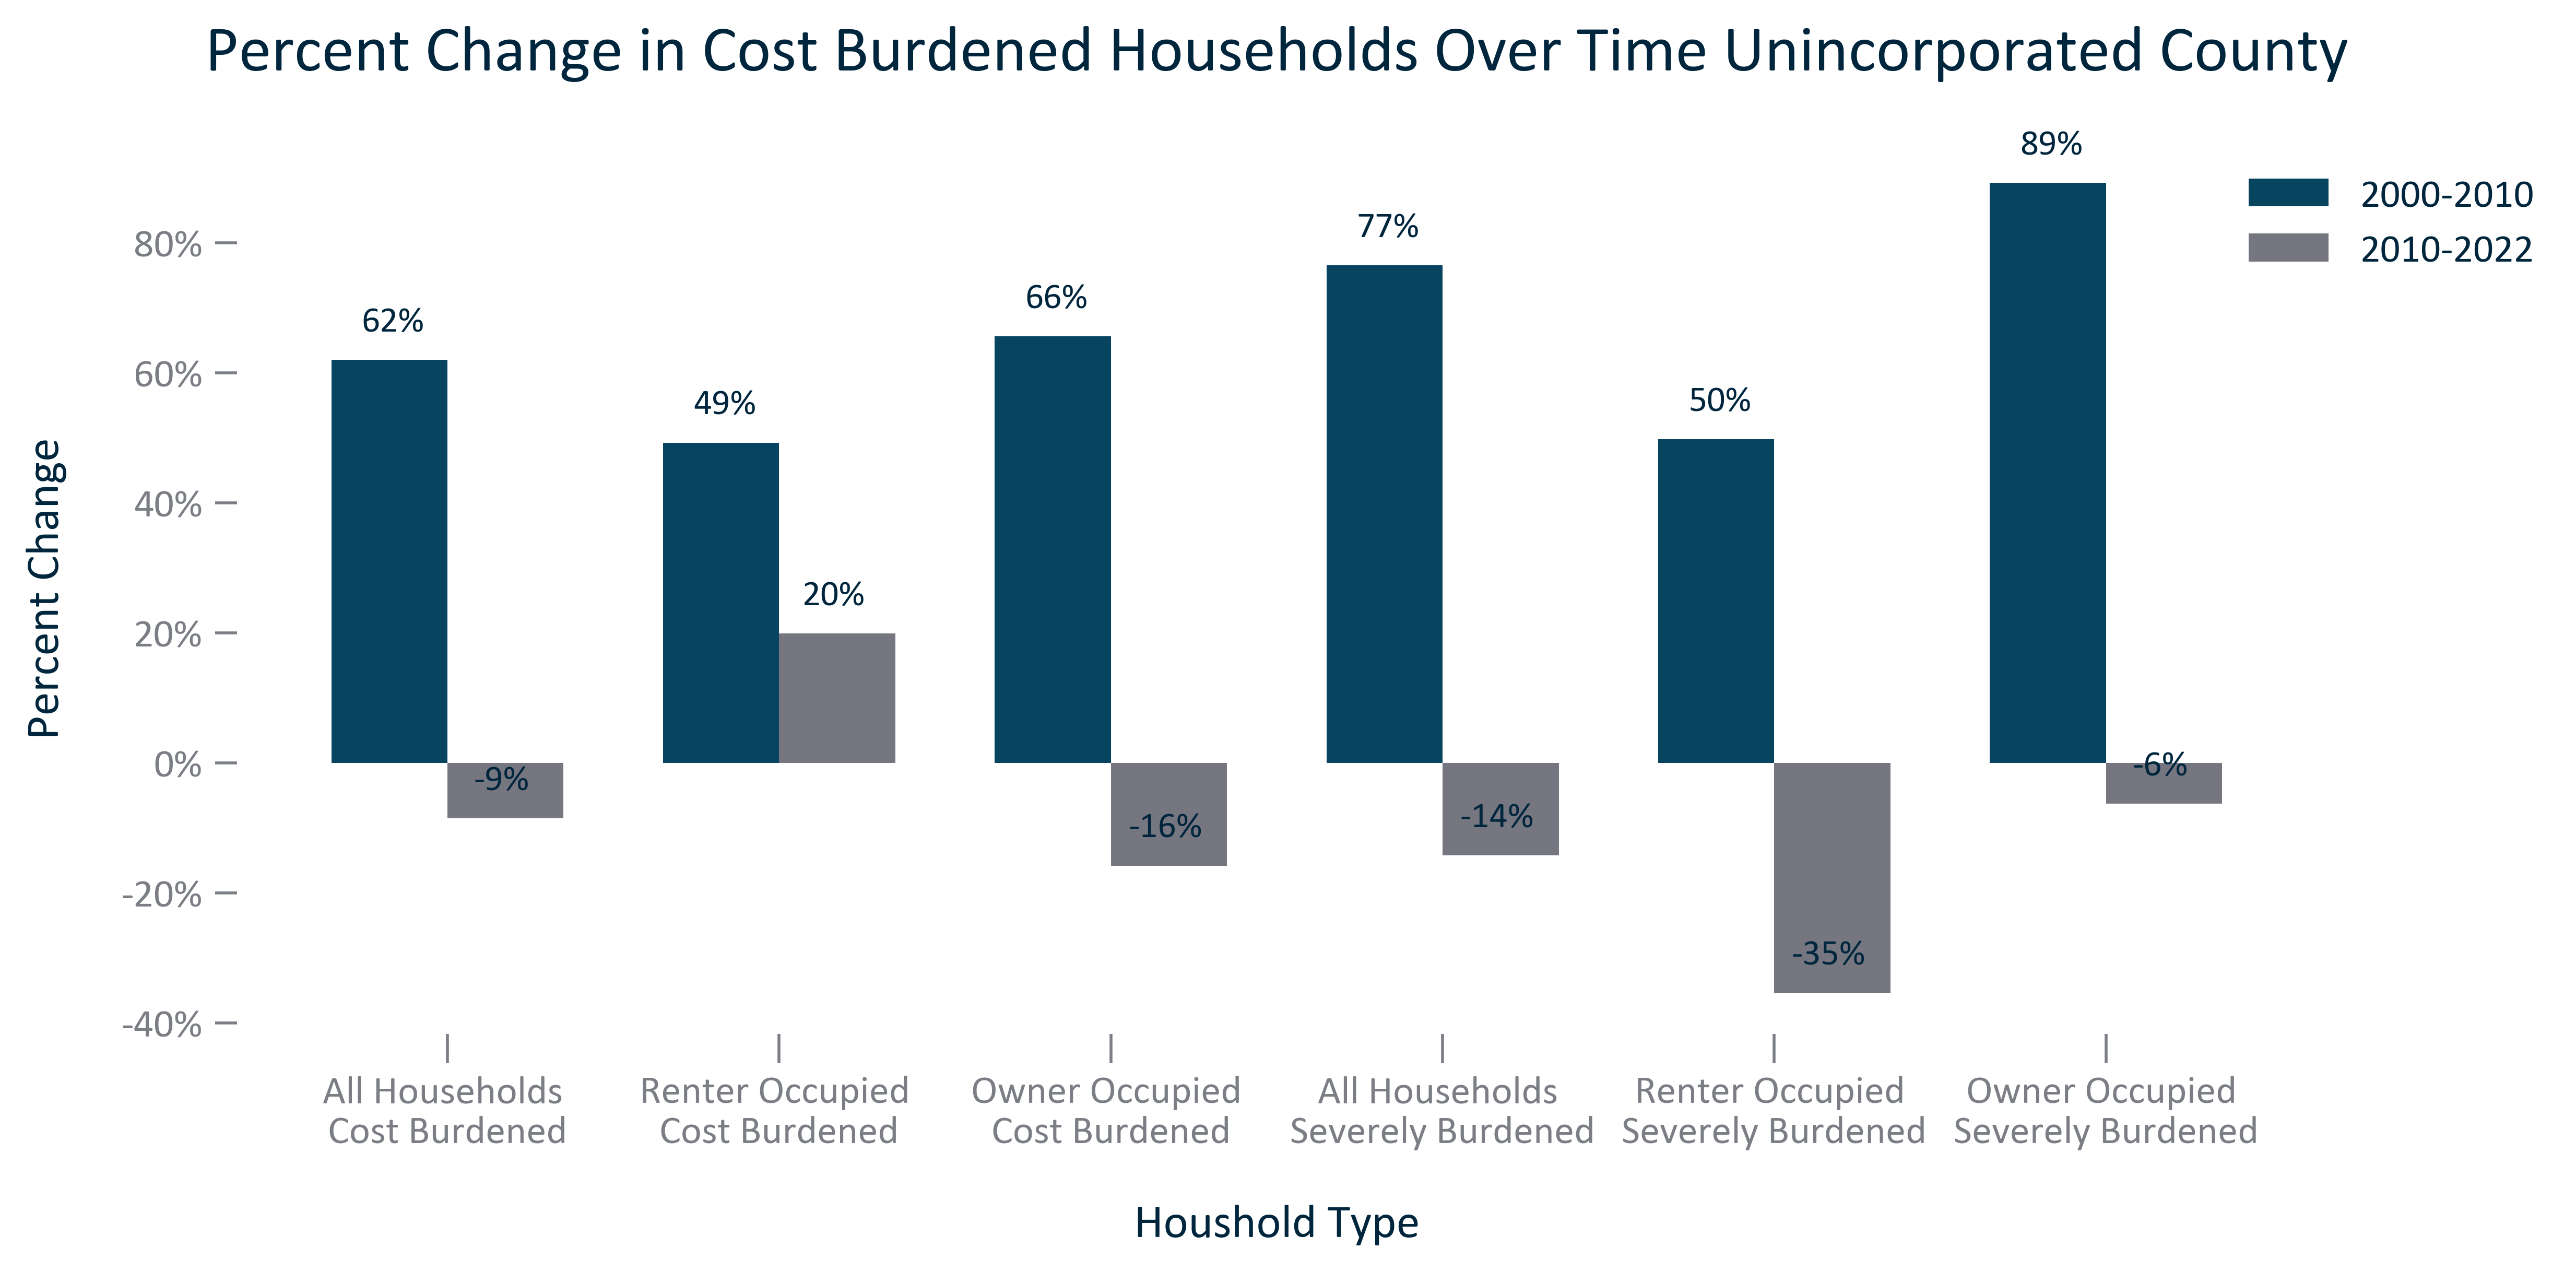 Percent Change in Cost Burdened Households Over Time Unincorporated County
89%
2000-2010
77%
80%
2010-2022
66%
62%
60%
50%
49%
40%
20%
20%
Percent Change
0%
-9%
-6%
-16%
-14%
-20%
-35%
-40%
All Households
Cost Burdened
Renter Occupied
Cost Burdened
Owner Occupied
Cost Burdened
All Households
Severely Burdened
Renter Occupied
Severely Burdened
Owner Occupied
Severely Burdened
Houshold Type